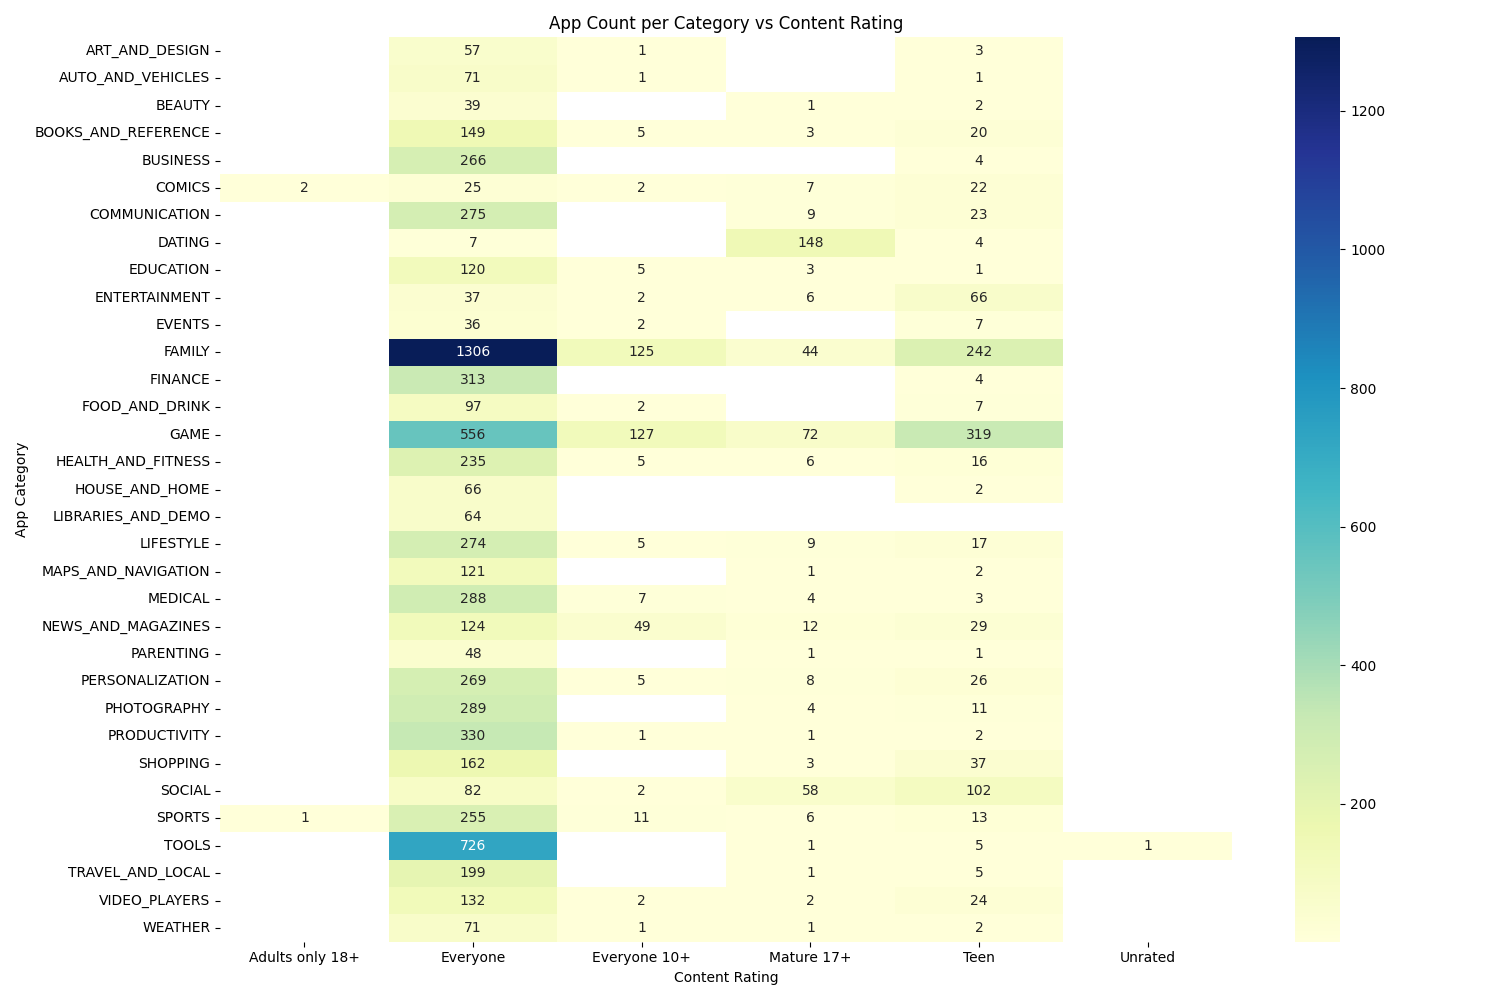 App Count per Category vs Content Rating
App Category
ART_AND_DESIGN 57 1 3
AUTO_AND_VEHICLES 71 1 1
BEAUTY 39 1 2
BOOKS_AND_REFERENCE 149 5 3 20
BUSINESS 266 4
COMICS 2 25 2 7 22
COMMUNICATION 275 9 23
DATING 7 148 4
EDUCATION 120 5 3 1
ENTERTAINMENT 37 2 6 66
EVENTS 36 2 7
FAMILY 1306 125 44 242
FINANCE 313 4
FOOD_AND_DRINK 97 2 7
GAME 556 127 72 319
HEALTH_AND_FITNESS 235 5 6 16
HOUSE_AND_HOME 66 2
LIBRARIES_AND_DEMO 64
LIFESTYLE 274 5 9 17
MAPS_AND_NAVIGATION 121 1 2
MEDICAL 288 7 4 3
NEWS_AND_MAGAZINES 124 49 12 29
PARENTING 48 1 1
PERSONALIZATION 269 5 8 26
PHOTOGRAPHY 289 4 11
PRODUCTIVITY 330 1 1 2
SHOPPING 162 3 37
SOCIAL 82 2 58 102
SPORTS 1 255 11 6 13
TOOLS 726 1 5 1
TRAVEL_AND_LOCAL 199 1 5
VIDEO_PLAYERS 132 2 2 24
WEATHER 71 1 1 2
Adults only 18+ Everyone Everyone 10+ Mature 17+ Teen Unrated
Content Rating
1200
1000
800
600
400
200